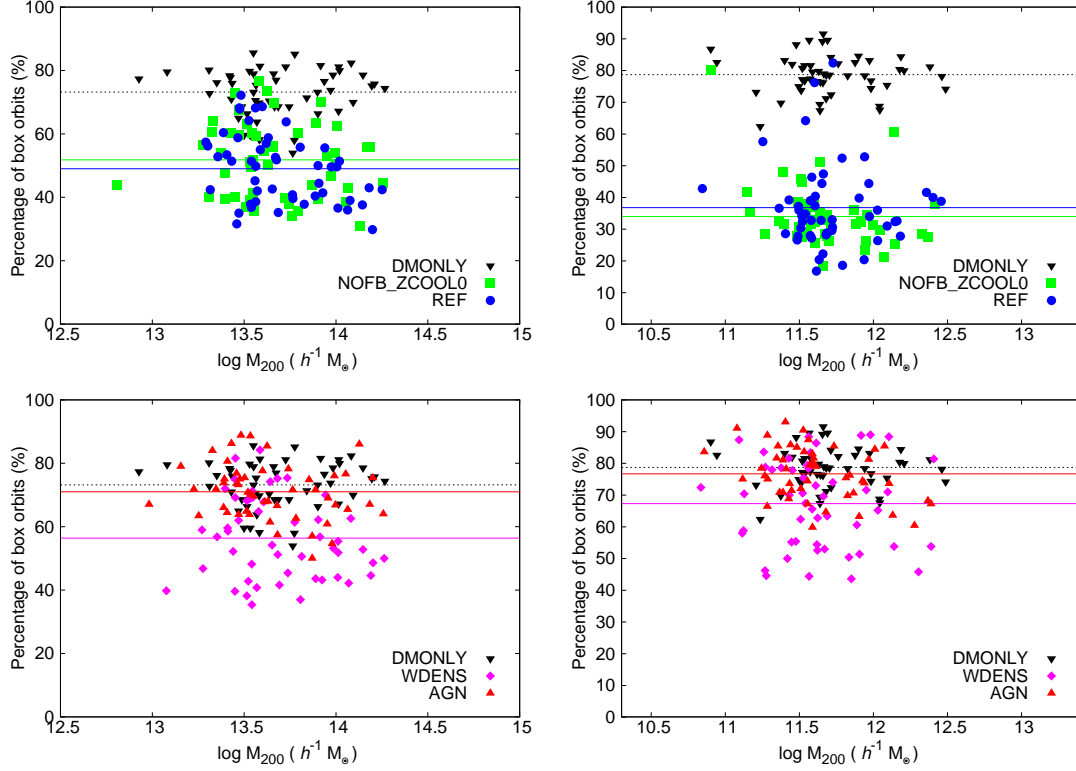 Percentage of box orbits (%)
100
80
60
40
20
0
12.5 13 13.5 14 14.5 15
log M200 ( h-1 M⊙)
DMONLY
NOFB_ZCOOL0
REF
Percentage of box orbits (%)
100
90
80
70
60
50
40
30
20
10
0
10.5 11 11.5 12 12.5 13
log M200 ( h-1 M⊙)
DMONLY
NOFB_ZCOOL0
REF
Percentage of box orbits (%)
100
80
60
40
20
0
12.5 13 13.5 14 14.5 15
log M200 ( h-1 M⊙)
DMONLY
WDENS
AGN
Percentage of box orbits (%)
100
90
80
70
60
50
40
30
20
10
0
10.5 11 11.5 12 12.5 13
log M200 ( h-1 M⊙)
DMONLY
WDENS
AGN